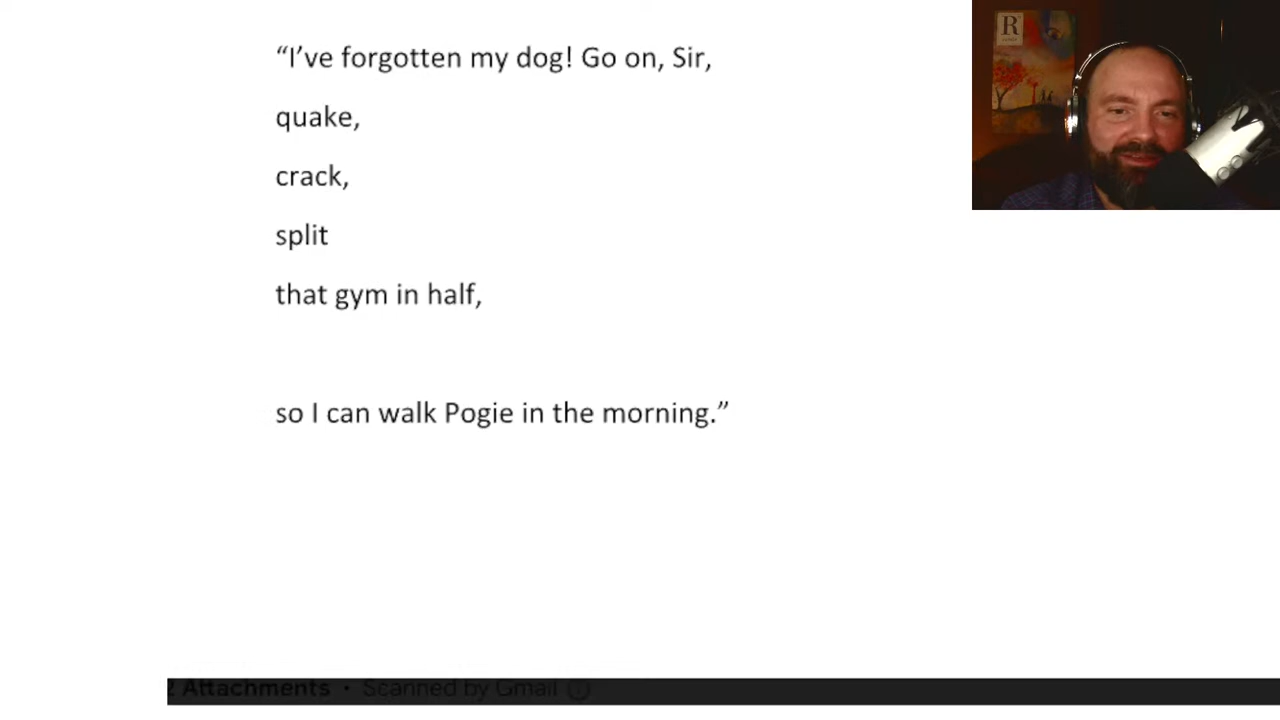 “I’ve forgotten my dog! Go on, Sir,
quake,
crack,
split
that gym in half,
so I can walk Pogie in the morning.”
R
2 Attachments • Scanned by Gmail